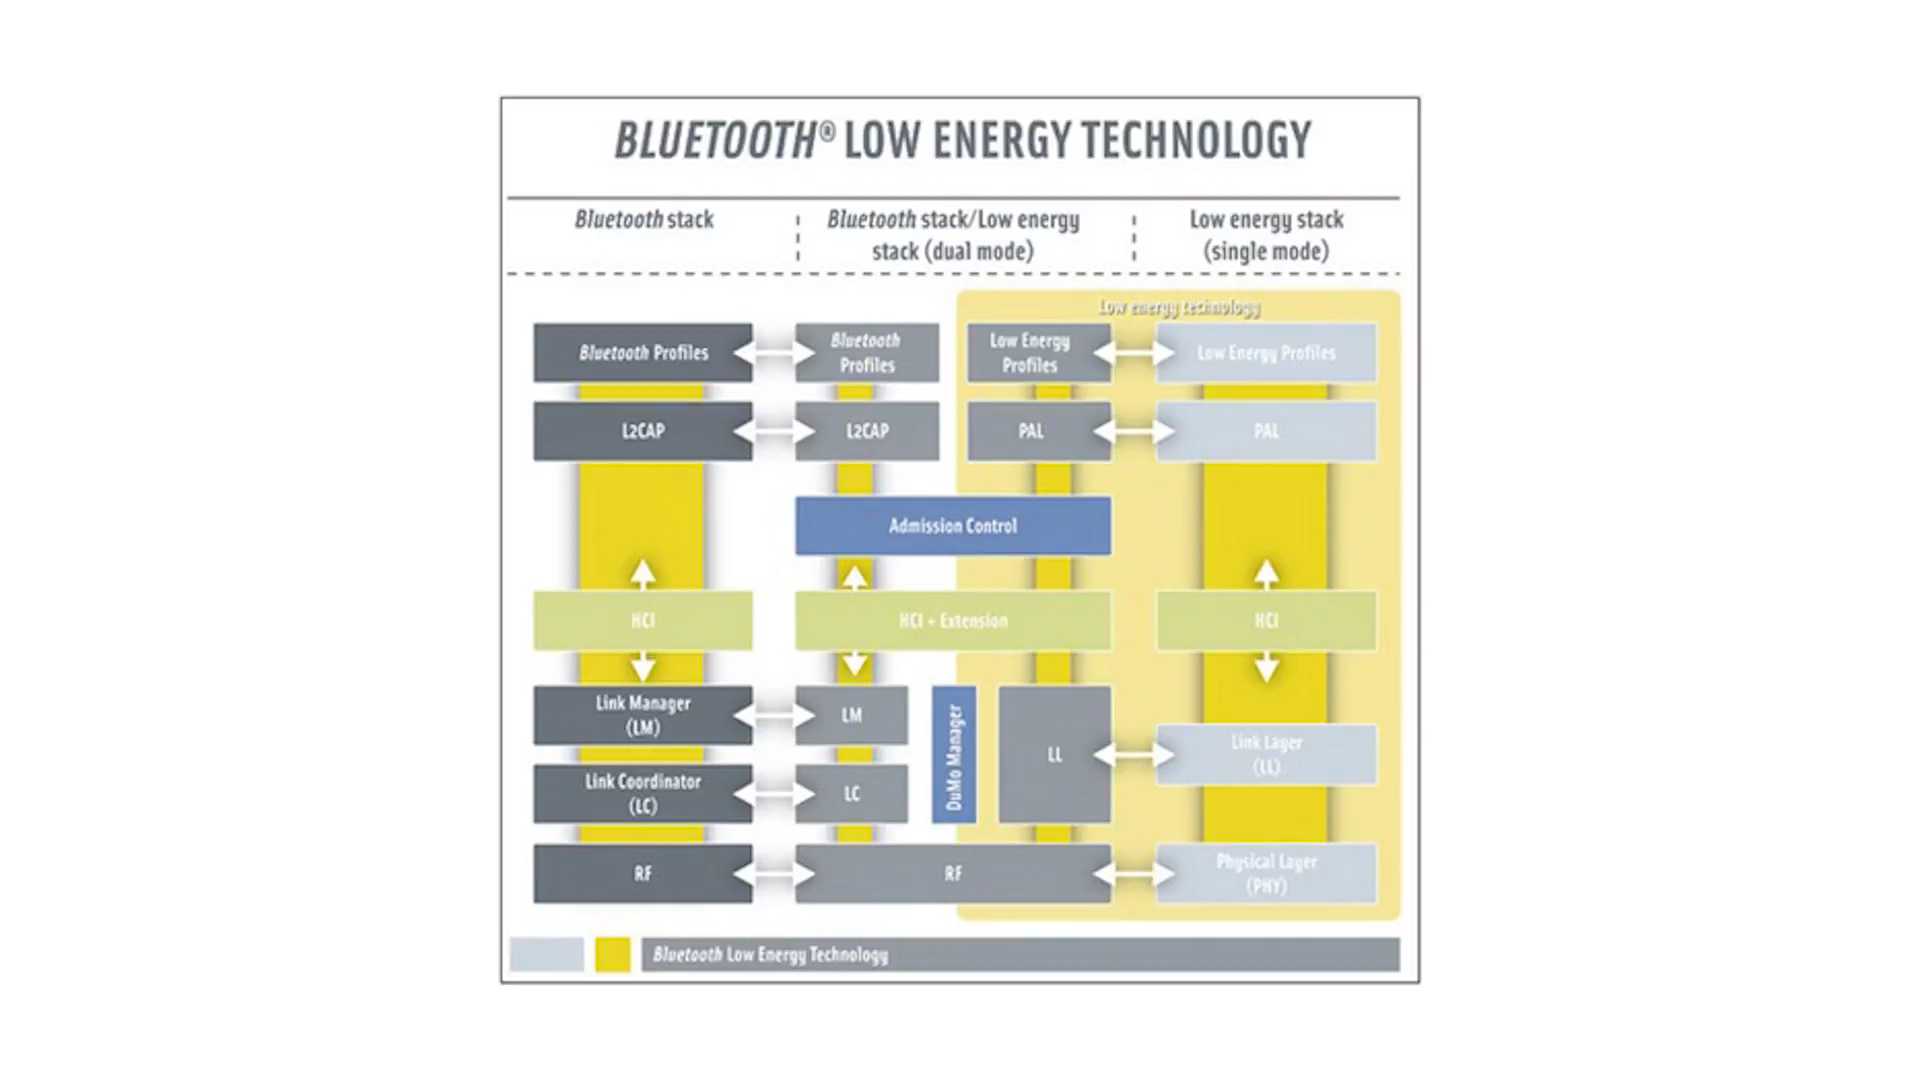 BLUETOOTH® LOW ENERGY TECHNOLOGY
Bluetooth stack
Bluetooth stack/Low energy
stack (dual mode)
Low energy stack
(single mode)
Low energy technology
Bluetooth Profiles
Bluetooth
Profiles
Low Energy
Profiles
Low Energy Profiles
L2CAP
L2CAP
PAL
PAL
Admission Control
HCI
HCI + Extension
HCI
Link Manager
(LM)
LM
DuMo Manager
LL
Link Layer
(LL)
Link Coordinator
(LC)
LC
RF
RF
Physical Layer
(PHY)
Bluetooth Low Energy Technology